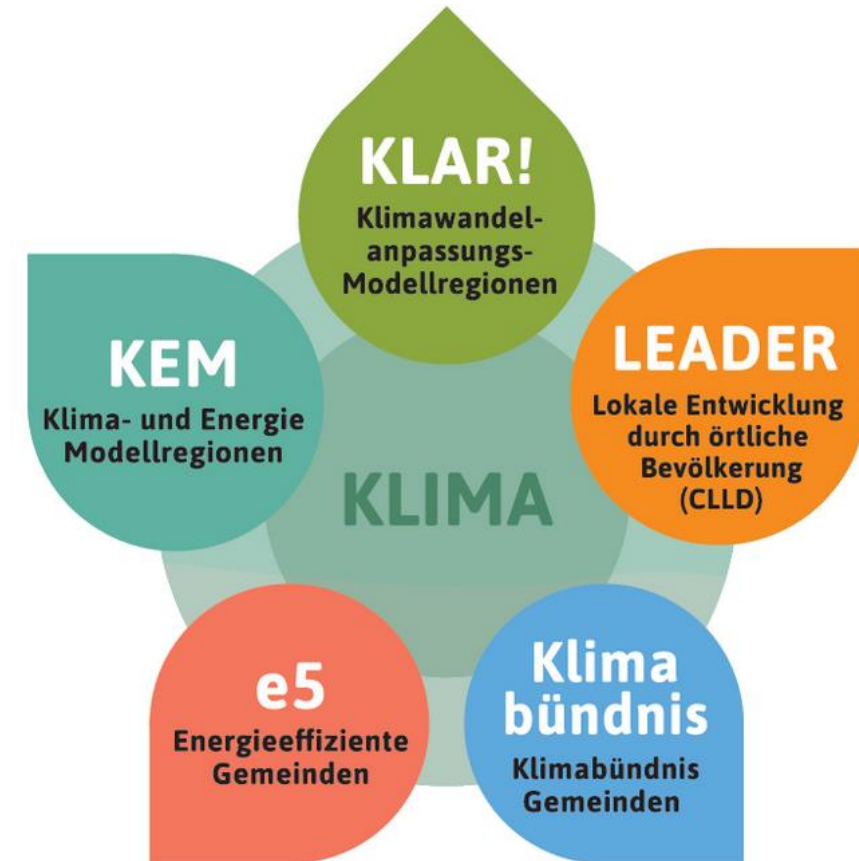 KLAR!
Klimawandel-
anpassungs-
Modellregionen
KEM
Klima- und Energie
Modellregionen
LEADER
Lokale Entwicklung
durch örtliche
Bevölkerung
(CLLD)
KLIMA
e5
Energieeffiziente
Gemeinden
Klima
bündnis
Klimabündnis
Gemeinden